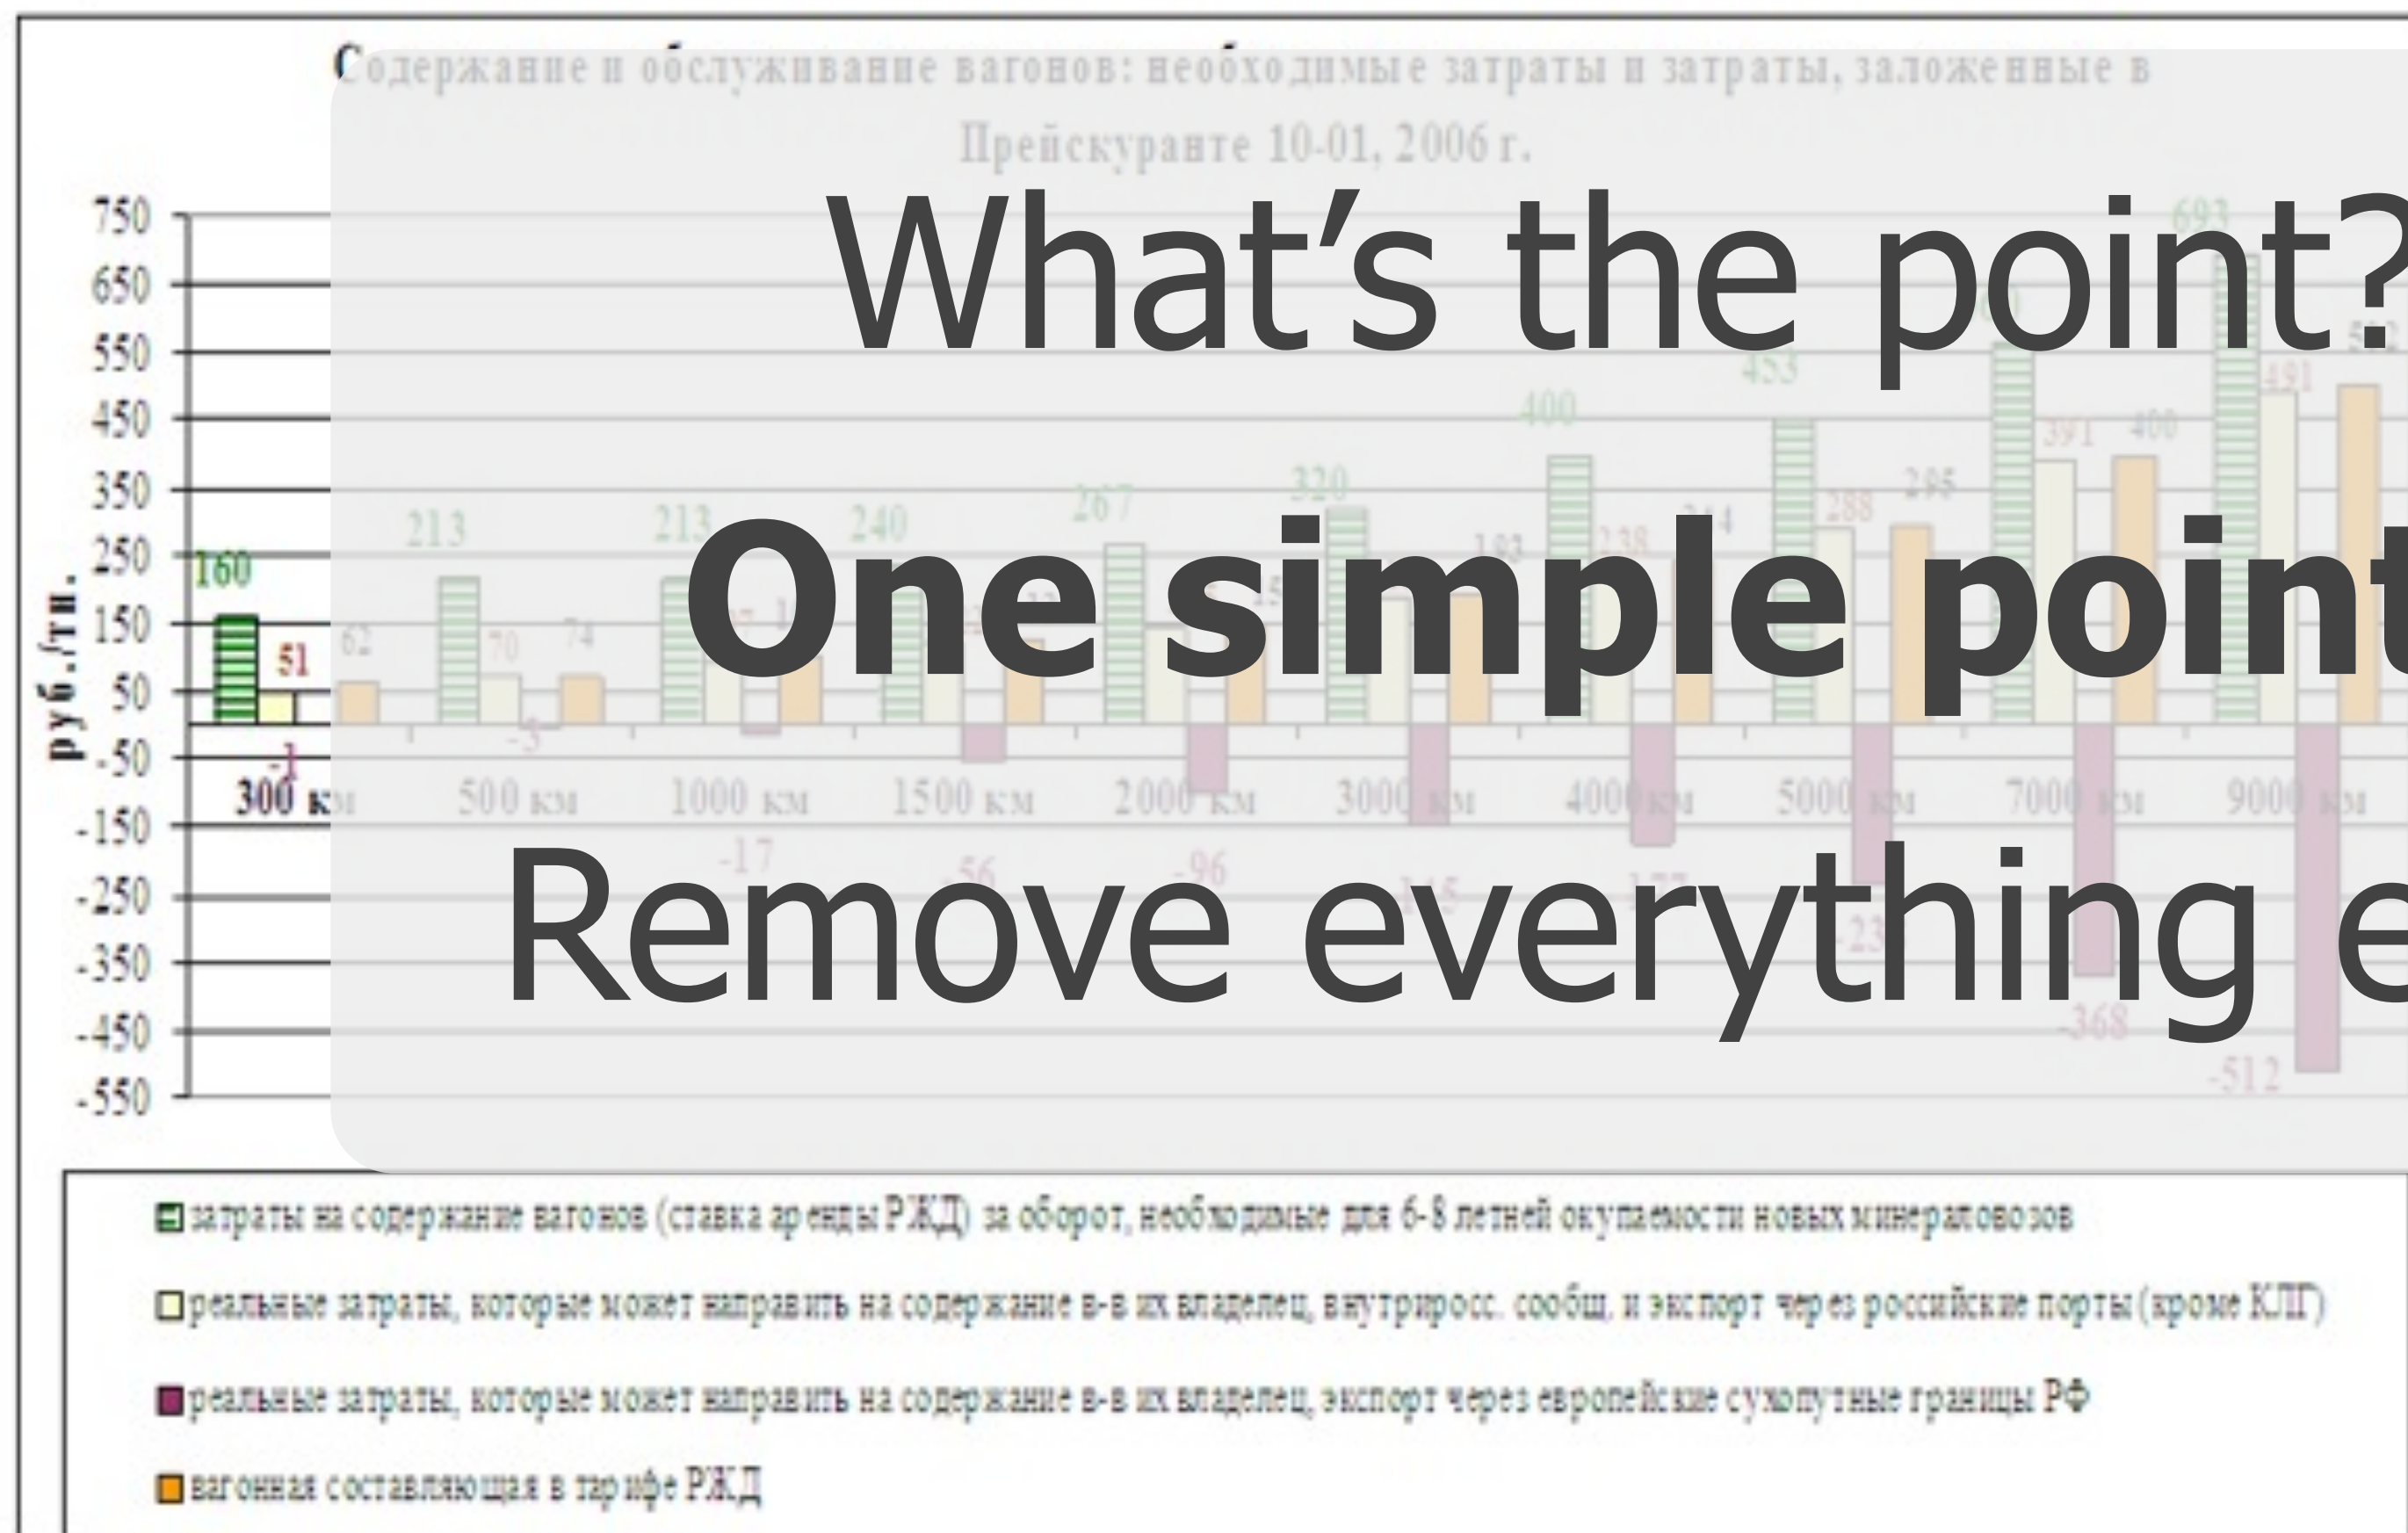 Содержание и обслуживание вагонов: необходимые затраты и затраты, заложенные в
Прейскуранте 10-01, 2006 г.
What’s the point?
One simple point
Remove everything
руб./тн.
750
650
550
450
350
250
150
50
-50
-150
-250
-350
-450
-550
160 213 213 240 267 320 400 453 693
51 70 238 288 391 491
62 74 193 295 400 512
-1 -3 -17 -56 -96 -368 -512
300 км 500 км 1000 км 1500 км 2000 км 3000 км 4000 км 5000 км 7000 км 9000 км
затраты на содержание вагонов (ставка аренды РЖД) за оборот, необходимые для 6-8 летней окупаемости новых минераловозов
реальные затраты, которые может направить на содержание в-в их владелец, внутриросс. сообщ. и экспорт через российские порты (кроме КЛГ)
реальные затраты, которые может направить на содержание в-в их владелец, экспорт через европейские сухопутные границы РФ
вагонная составляющая в тарифе РЖД